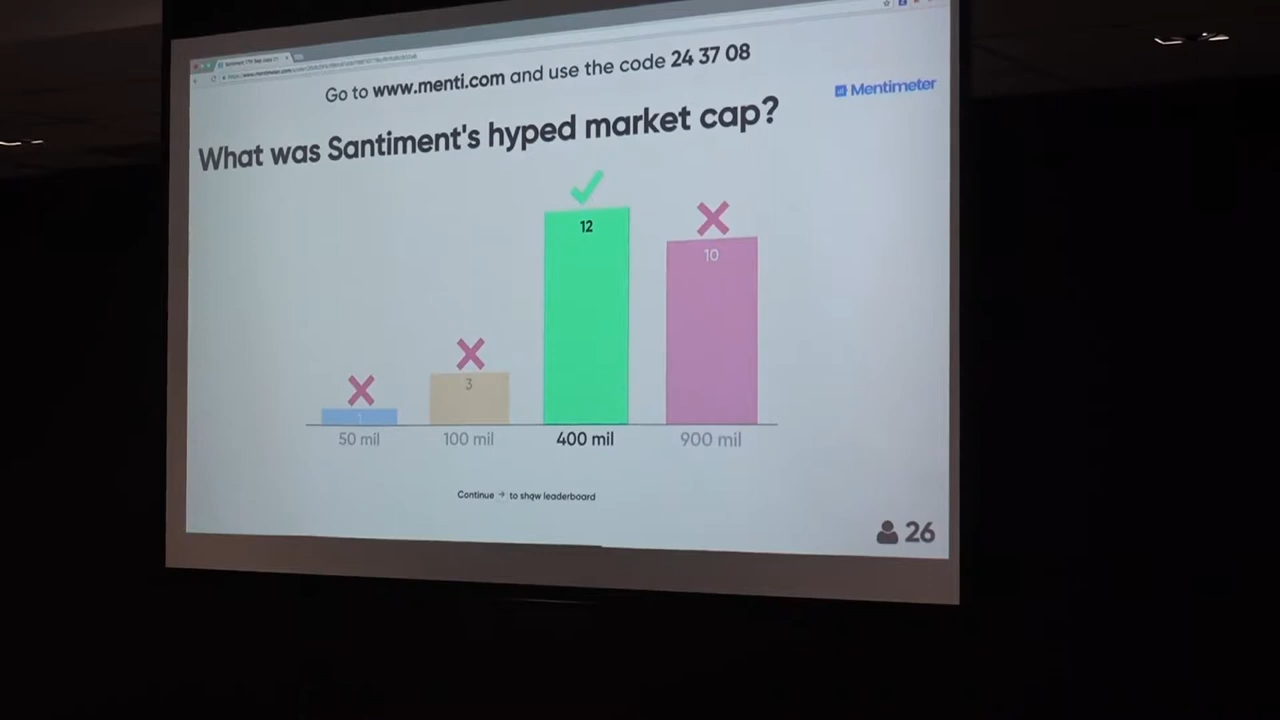 Go to www.menti.com and use the code 24 37 08
Mentimeter
What was Santiment's hyped market cap?
12
10
3
1
50 mil
100 mil
400 mil
900 mil
Continue → to show leaderboard
26